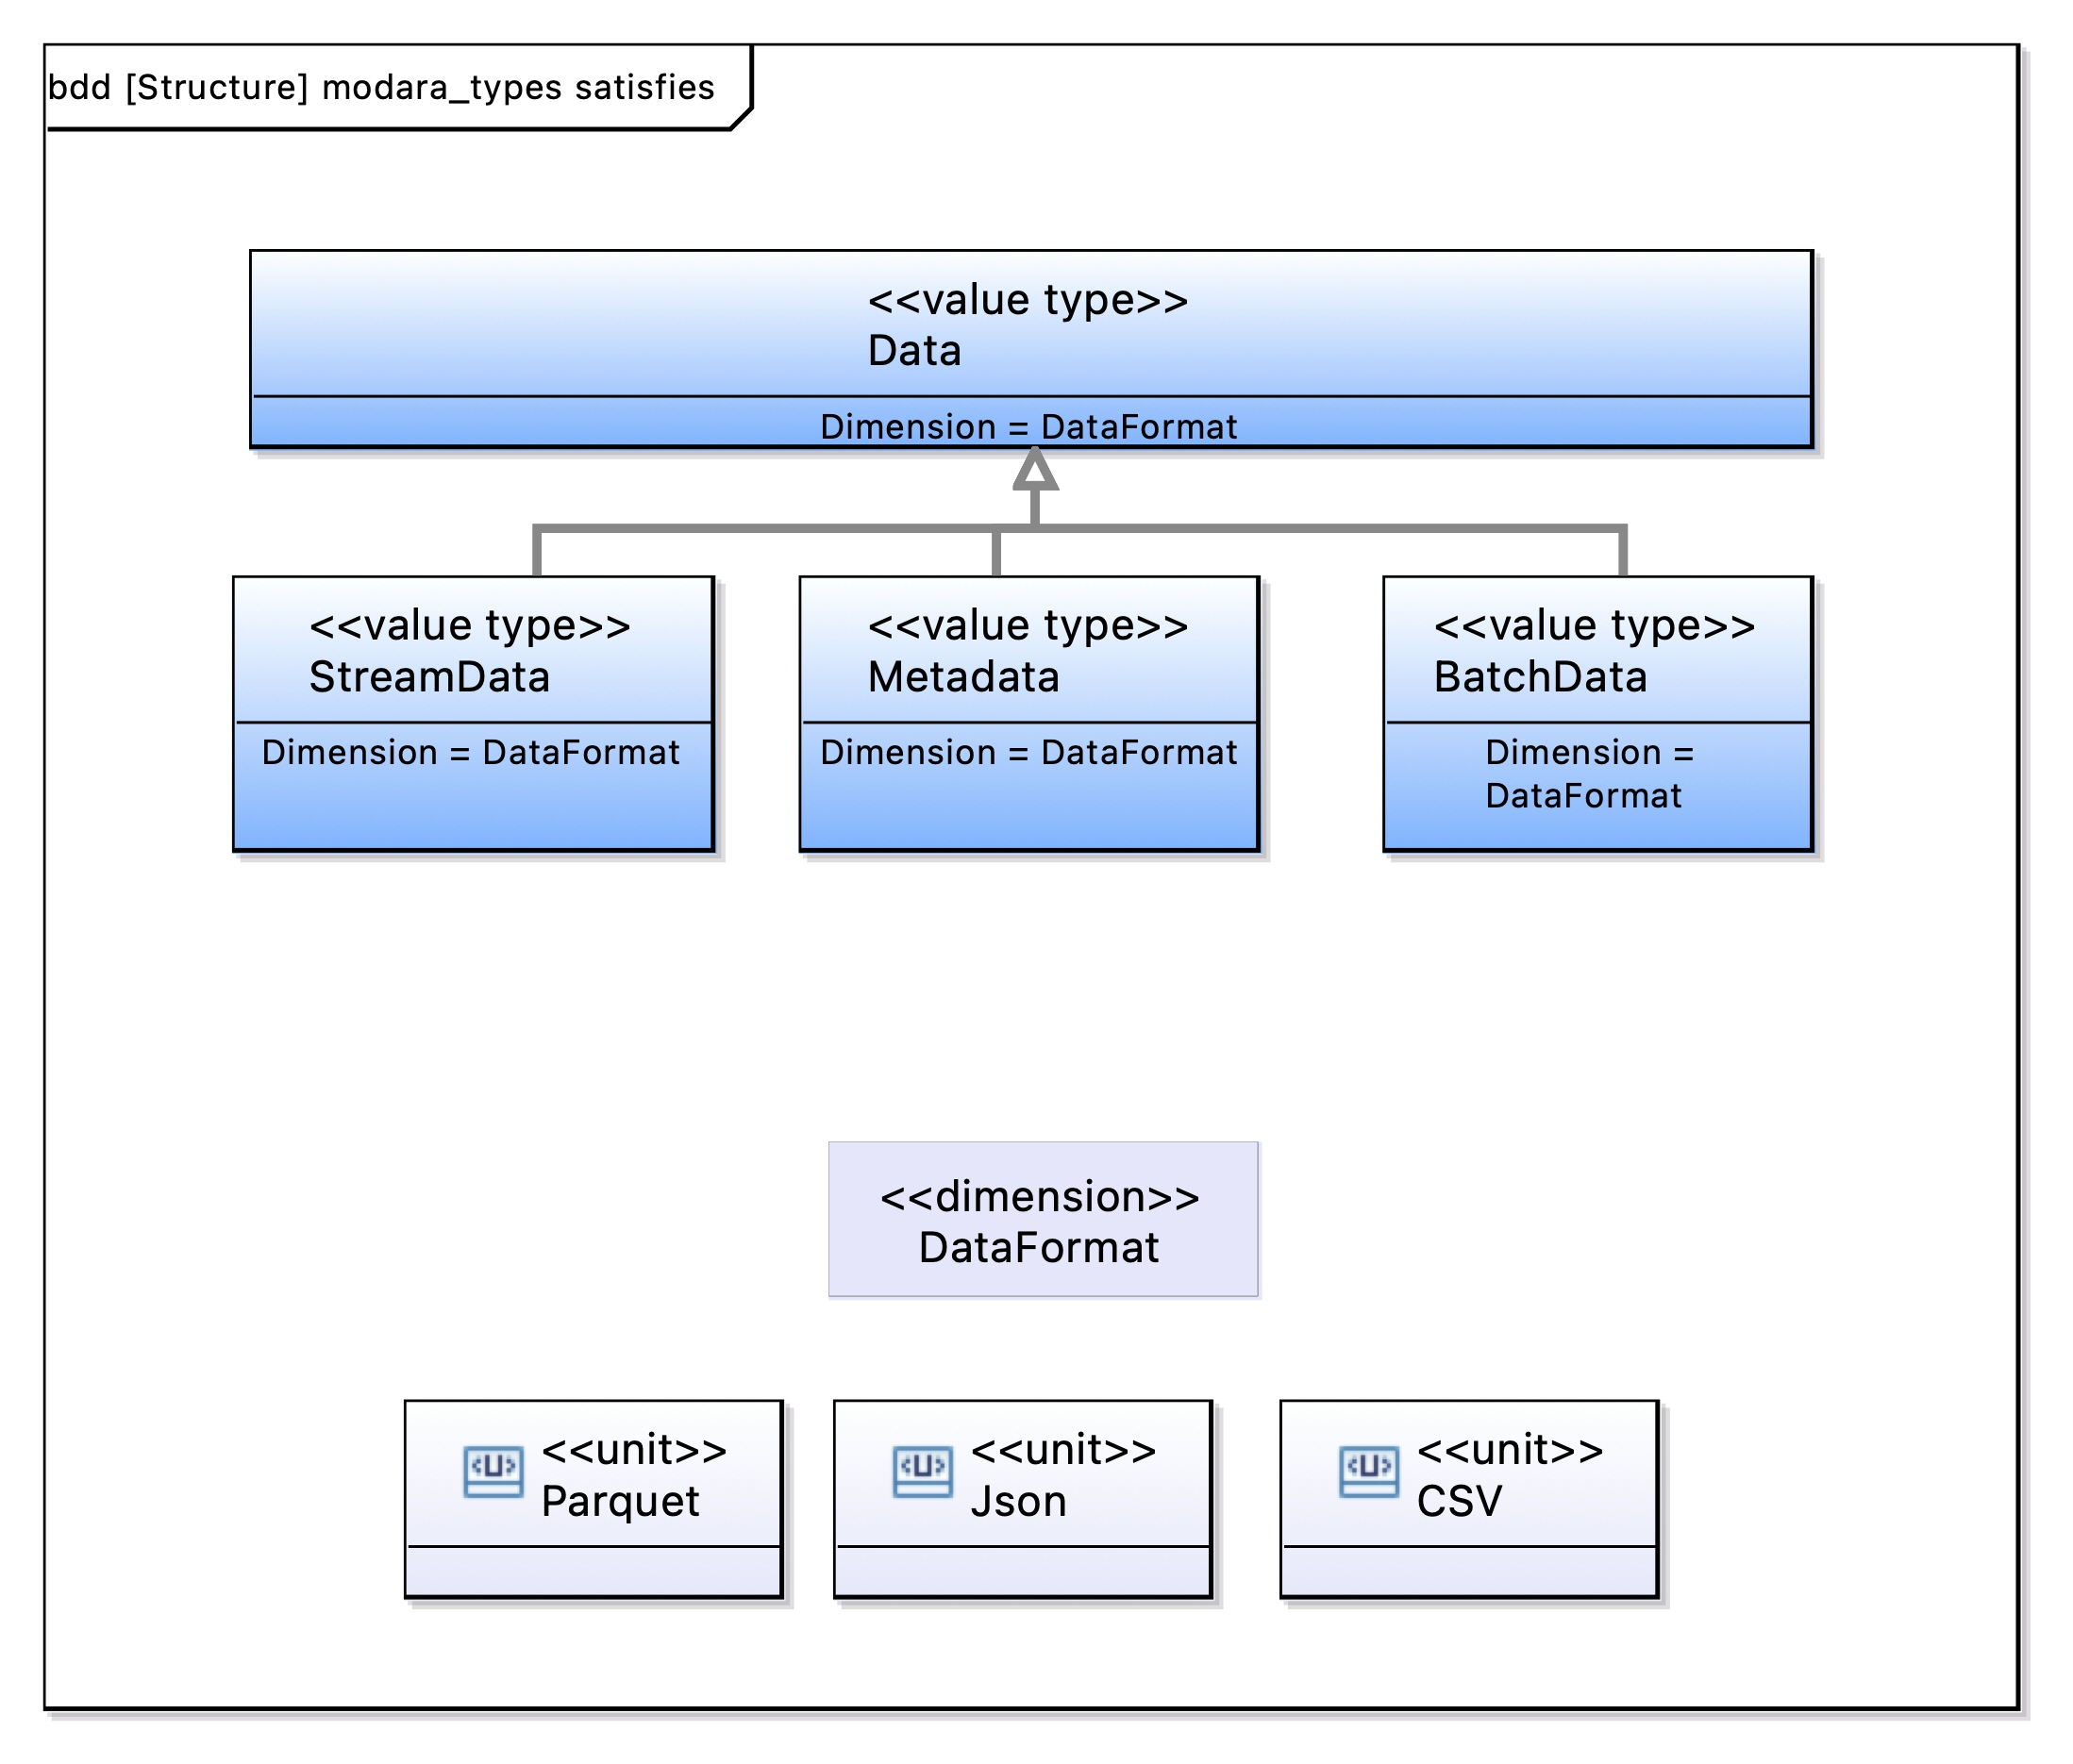 bdd [Structure] modara_types satisfies
<<value type>>
Data
Dimension = DataFormat
<<value type>>
StreamData
Dimension = DataFormat
<<value type>>
Metadata
Dimension = DataFormat
<<value type>>
BatchData
Dimension =
DataFormat
<<dimension>>
DataFormat
<U>
<<unit>>
Parquet
<U>
<<unit>>
Json
<U>
<<unit>>
CSV